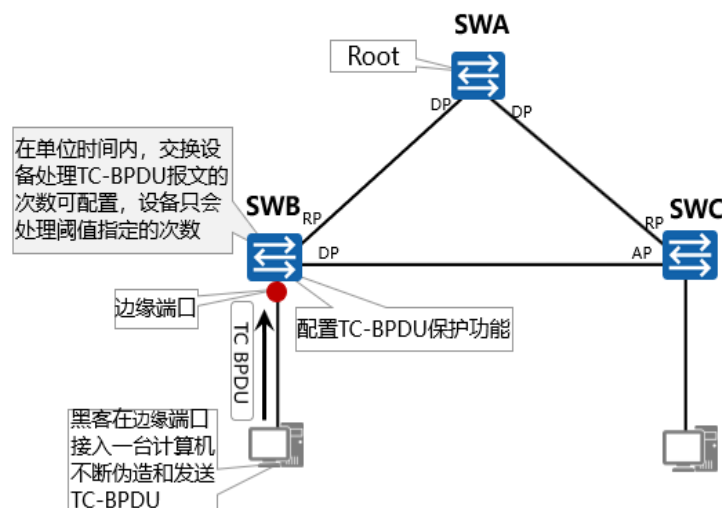 SWA
Root
DP
DP
在单位时间内，交换设
备处理TC-BPDU报文的
次数可配置，设备只会
处理阈值指定的次数
SWB
RP
DP
SWC
RP
AP
边缘端口
配置TC-BPDU保护功能
TC BPDU
黑客在边缘端口
接入一台计算机
不断伪造和发送
TC-BPDU